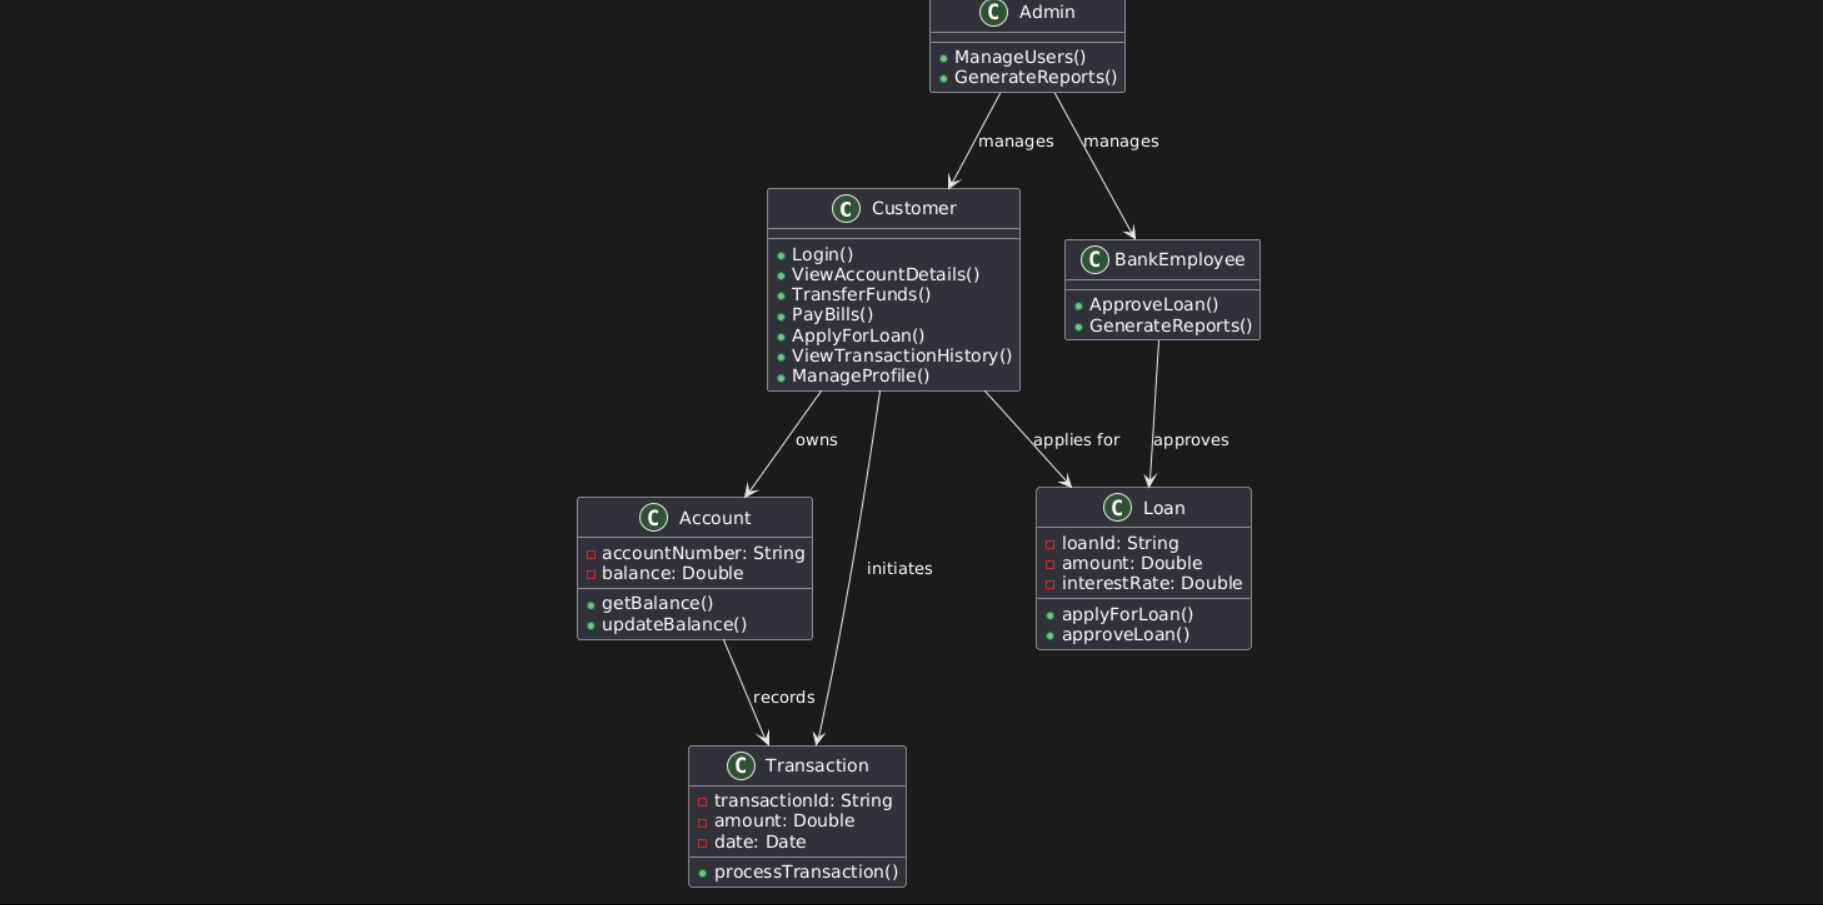 C Admin
ManageUsers()
GenerateReports()
manages
manages
C Customer
Login()
ViewAccountDetails()
TransferFunds()
PayBills()
ApplyForLoan()
ViewTransactionHistory()
ManageProfile()
C BankEmployee
ApproveLoan()
GenerateReports()
owns
applies for
approves
C Account
accountNumber: String
balance: Double
getBalance()
updateBalance()
initiates
C Loan
loanId: String
amount: Double
interestRate: Double
applyForLoan()
approveLoan()
records
C Transaction
transactionId: String
amount: Double
date: Date
processTransaction()